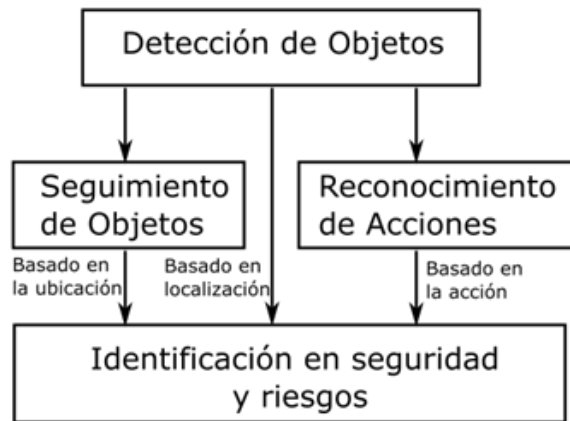 Detección de Objetos
Seguimiento
de Objetos
Reconocimiento
de Acciones
Basado en
la ubicación
Basado en
localización
Basado en
la acción
Identificación en seguridad
y riesgos